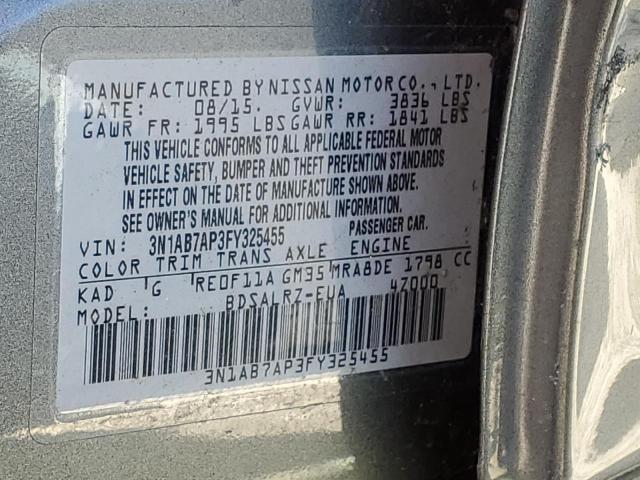 MANUFACTURED BY NISSAN MOTOR CO., LTD.
DATE: 08/15. GVWR: 3836 LBS
GAWR FR: 1995 LBS GAWR RR: 1841 LBS
THIS VEHICLE CONFORMS TO ALL APPLICABLE FEDERAL MOTOR
VEHICLE SAFETY, BUMPER AND THEFT PREVENTION STANDARDS
IN EFFECT ON THE DATE OF MANUFACTURE SHOWN ABOVE.
SEE OWNER'S MANUAL FOR ADDITIONAL INFORMATION.
VIN: 3N1AB7AP3FY325455 PASSENGER CAR.
COLOR TRIM TRANS AXLE ENGINE
KAD G RE0F11A GM35 MRA8DE 1798 CC
MODEL: BDSALRZ-EUA 47000
3N1AB7AP3FY325455